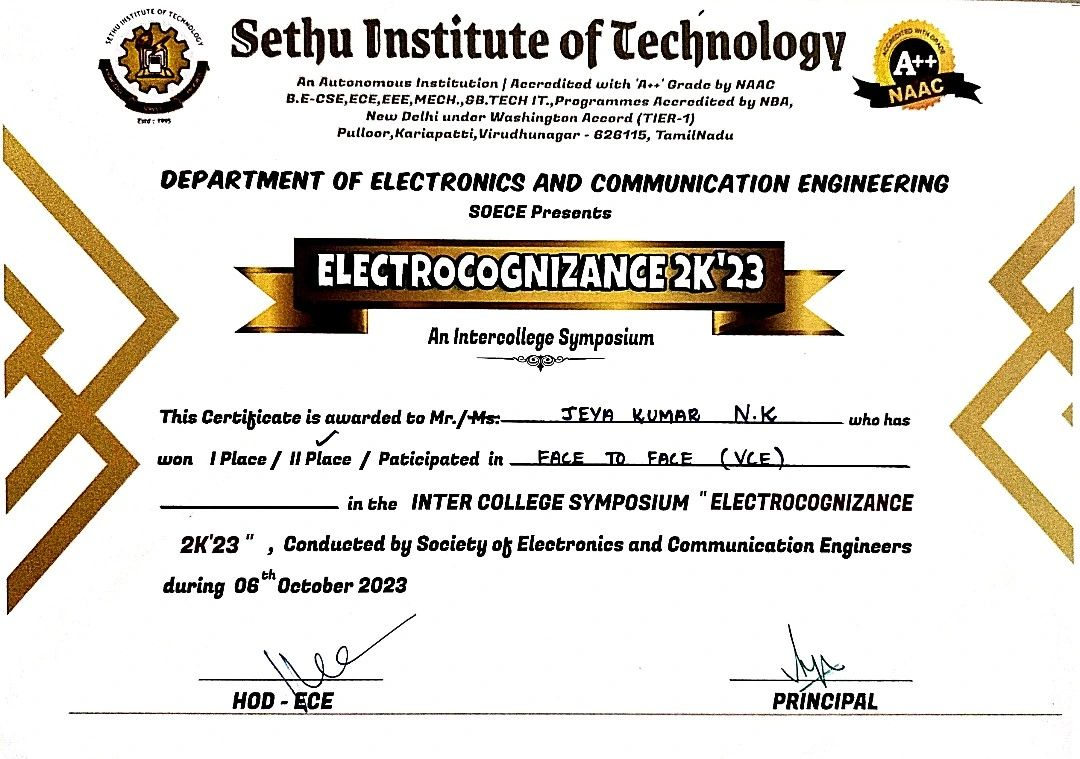 SETHU INSTITUTE OF TECHNOLOGY
Estd : 1995
Sethu Institute of Technology
ACCREDITED WITH GRADE
A++
NAAC
An Autonomous Institution | Accredited with 'A++' Grade by NAAC
B.E-CSE,ECE,EEE,MECH.,&B.TECH IT.,Programmes Accredited by NBA,
New Delhi under Washington Accord (TIER-1)
Pulloor,Kariapatti,Virudhunagar - 626115, TamilNadu
DEPARTMENT OF ELECTRONICS AND COMMUNICATION ENGINEERING
SOECE Presents
ELECTROCOGNIZANCE 2K'23
An Intercollege Symposium
This Certificate is awarded to Mr./Ms: JEYA KUMAR N.K who has
won I Place / II Place / Paticipated in FACE TO FACE (VCE)
in the INTER COLLEGE SYMPOSIUM "ELECTROCOGNIZANCE
2K'23 " , Conducted by Society of Electronics and Communication Engineers
during 06th October 2023
HOD - ECE
PRINCIPAL